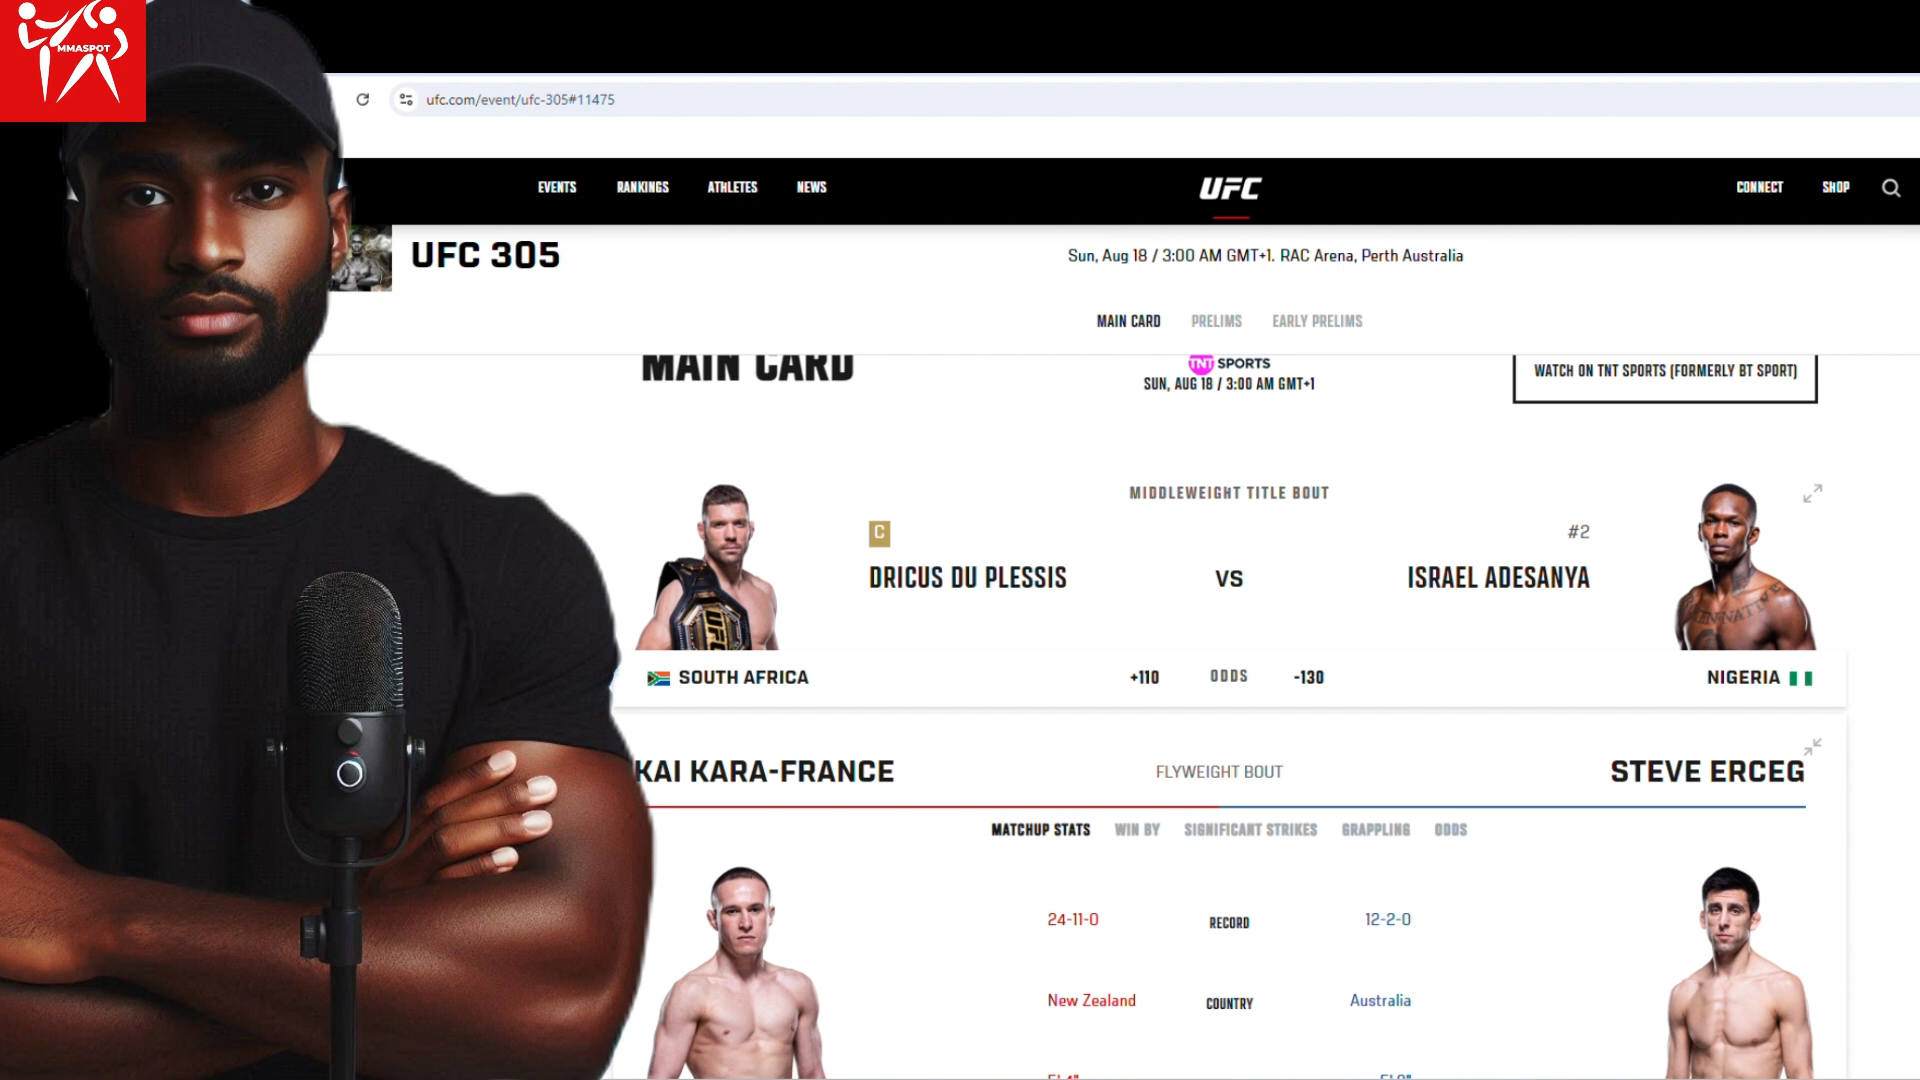 MMASPOT
ufc.com/event/ufc-305#11475
EVENTS RANKINGS ATHLETES NEWS UFC CONNECT SHOP
UFC 305
Sun, Aug 18 / 3:00 AM GMT+1. RAC Arena, Perth Australia
MAIN CARD PRELIMS EARLY PRELIMS
MAIN CARD
TNT SPORTS
SUN, AUG 18 / 3:00 AM GMT+1
WATCH ON TNT SPORTS (FORMERLY BT SPORT)
MIDDLEWEIGHT TITLE BOUT
C
#2
DRICUS DU PLESSIS VS ISRAEL ADESANYA
UFC
SOUTH AFRICA +110 ODDS -130 NIGERIA
KAI KARA-FRANCE FLYWEIGHT BOUT STEVE ERCEG
MATCHUP STATS WIN BY SIGNIFICANT STRIKES GRAPPLING ODDS
24-11-0 RECORD 12-2-0
New Zealand COUNTRY Australia